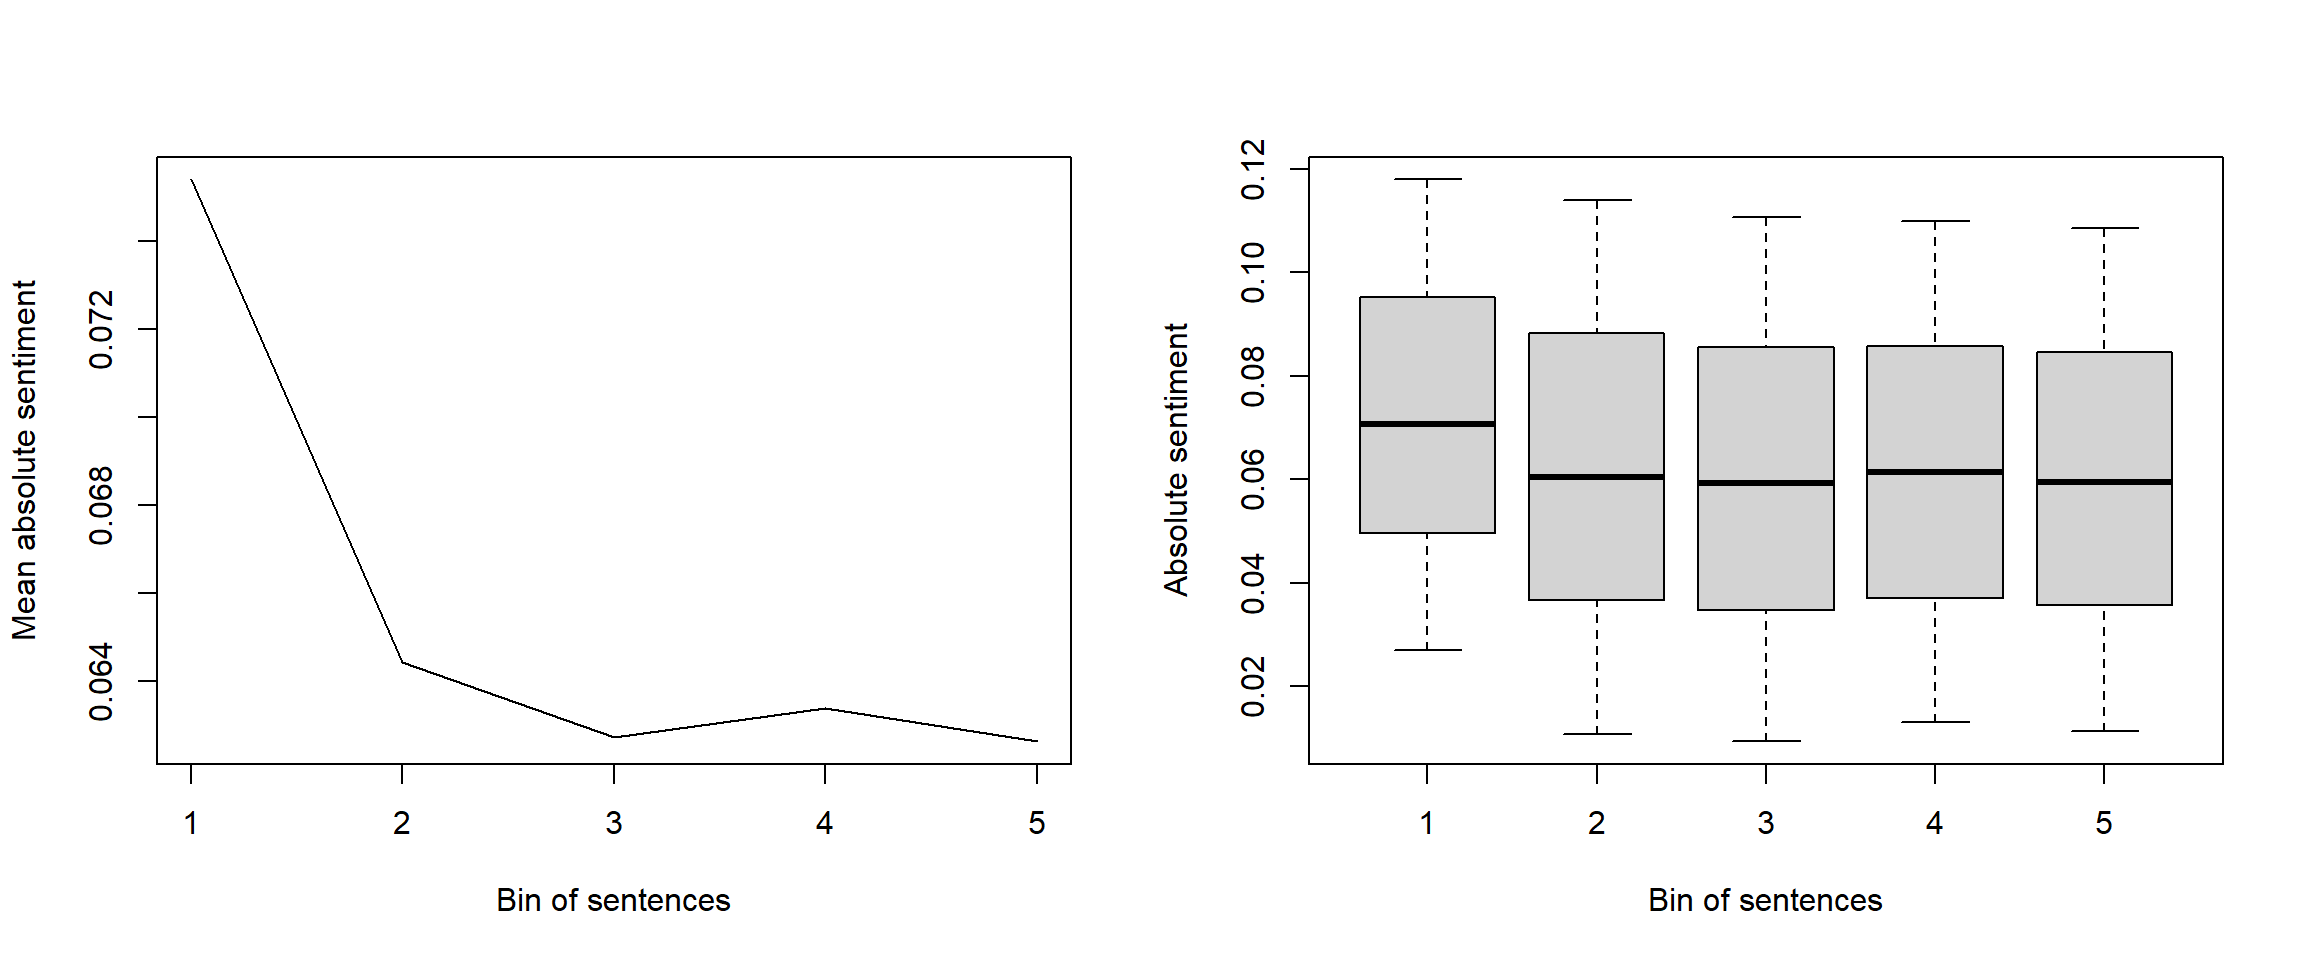 Mean absolute sentiment
0.072
0.068
0.064
1 2 3 4 5
Bin of sentences
Absolute sentiment
0.12
0.10
0.08
0.06
0.04
0.02
1 2 3 4 5
Bin of sentences